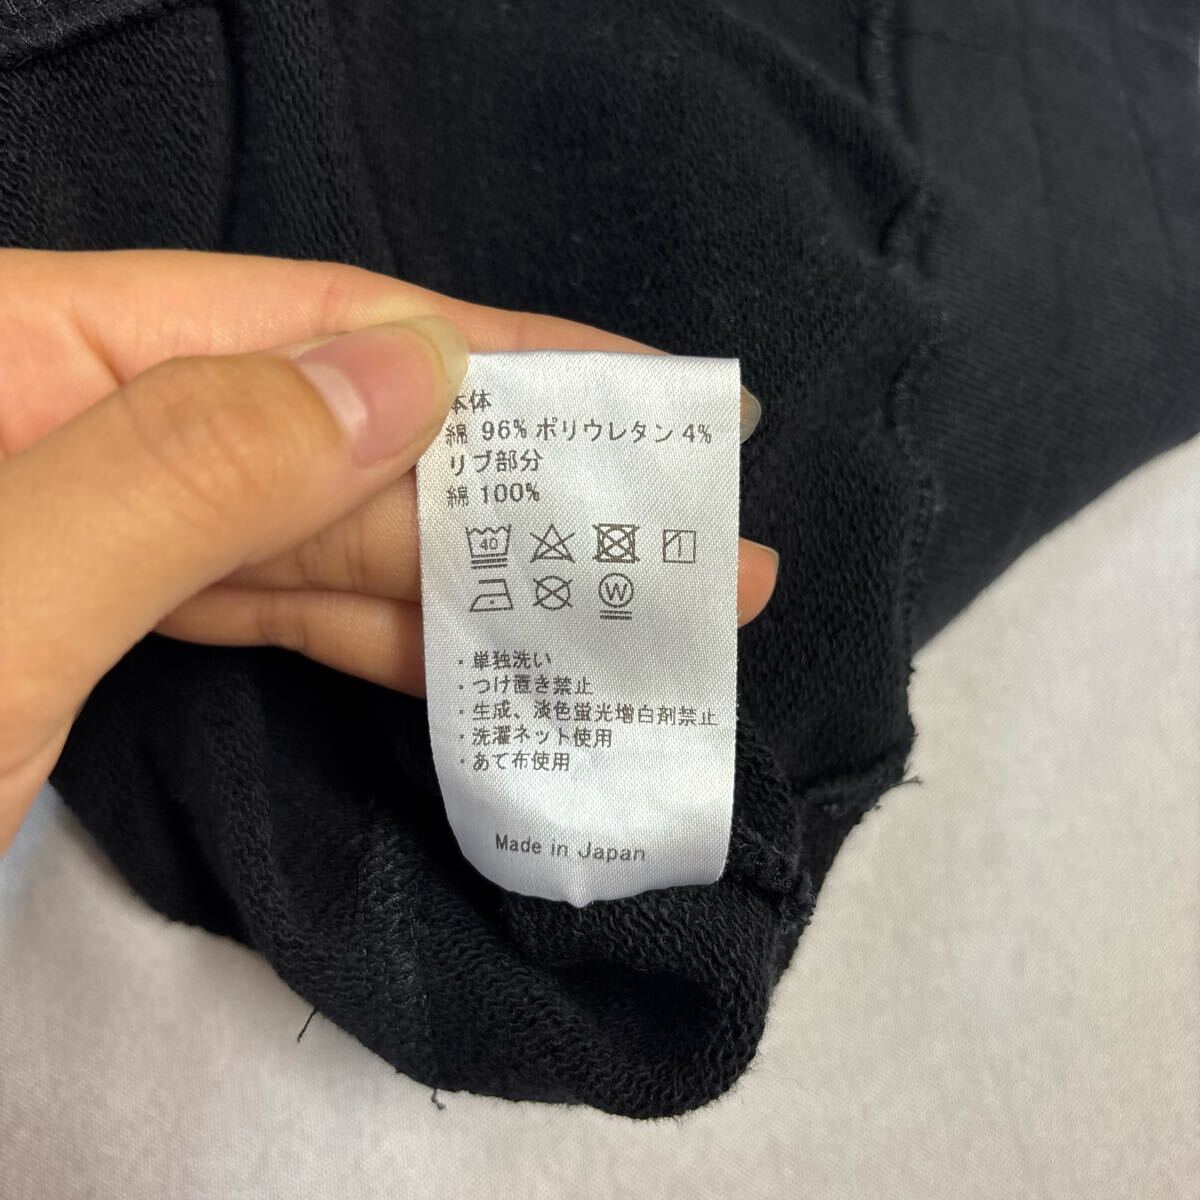 本体
綿 96% ポリウレタン 4%
リブ部分
綿 100%
40
W
・単独洗い
・つけ置き禁止
・生成、淡色蛍光増白剤禁止
・洗濯ネット使用
・あて布使用
Made in Japan